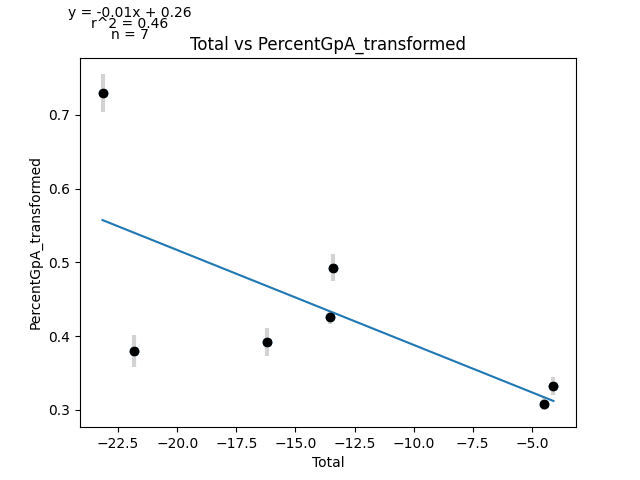 y = -0.01x + 0.26
r^2 = 0.46
n = 7
Total vs PercentGpA_transformed
0.7
0.6
0.5
0.4
0.3
PercentGpA_transformed
−22.5 −20.0 −17.5 −15.0 −12.5 −10.0 −7.5 −5.0
Total